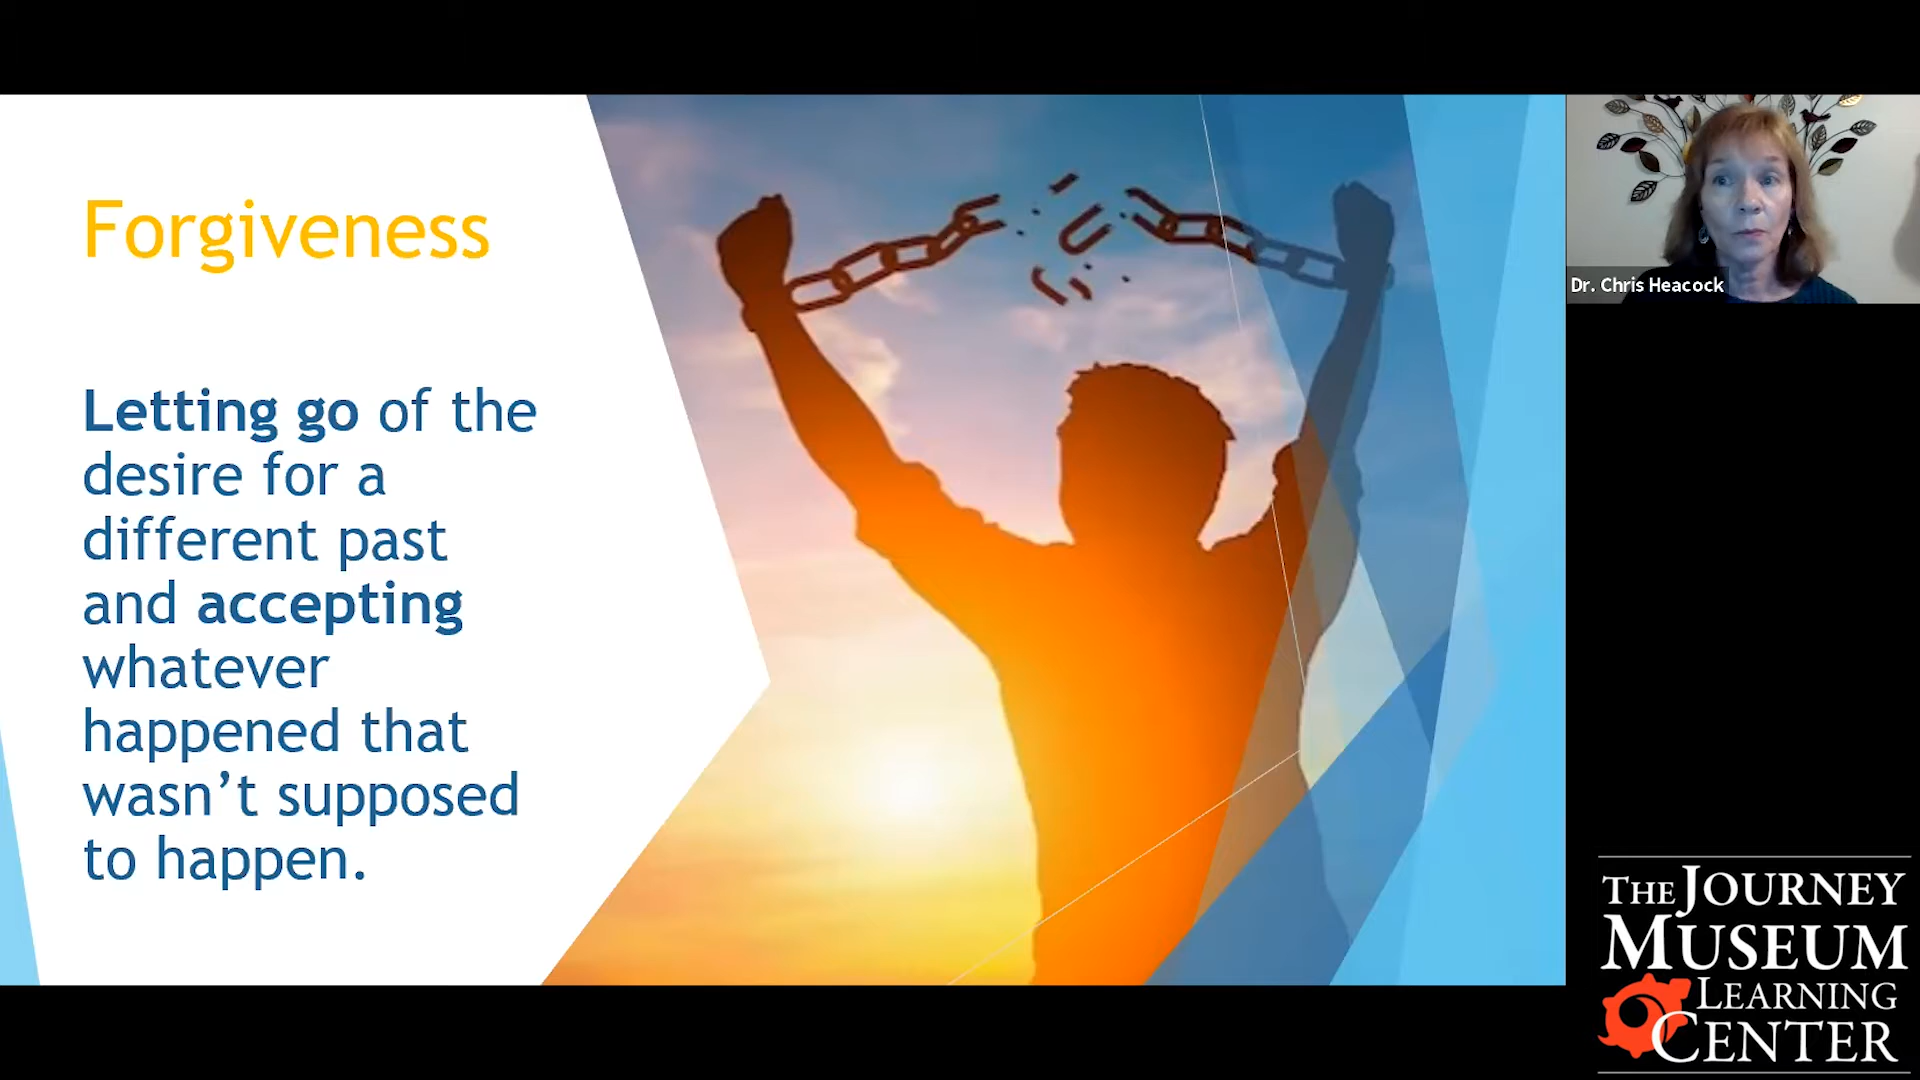 Forgiveness
Letting go of the
desire for a
different past
and accepting
whatever
happened that
wasn’t supposed
to happen.
Dr. Chris Heacock
THE JOURNEY
MUSEUM
LEARNING
CENTER